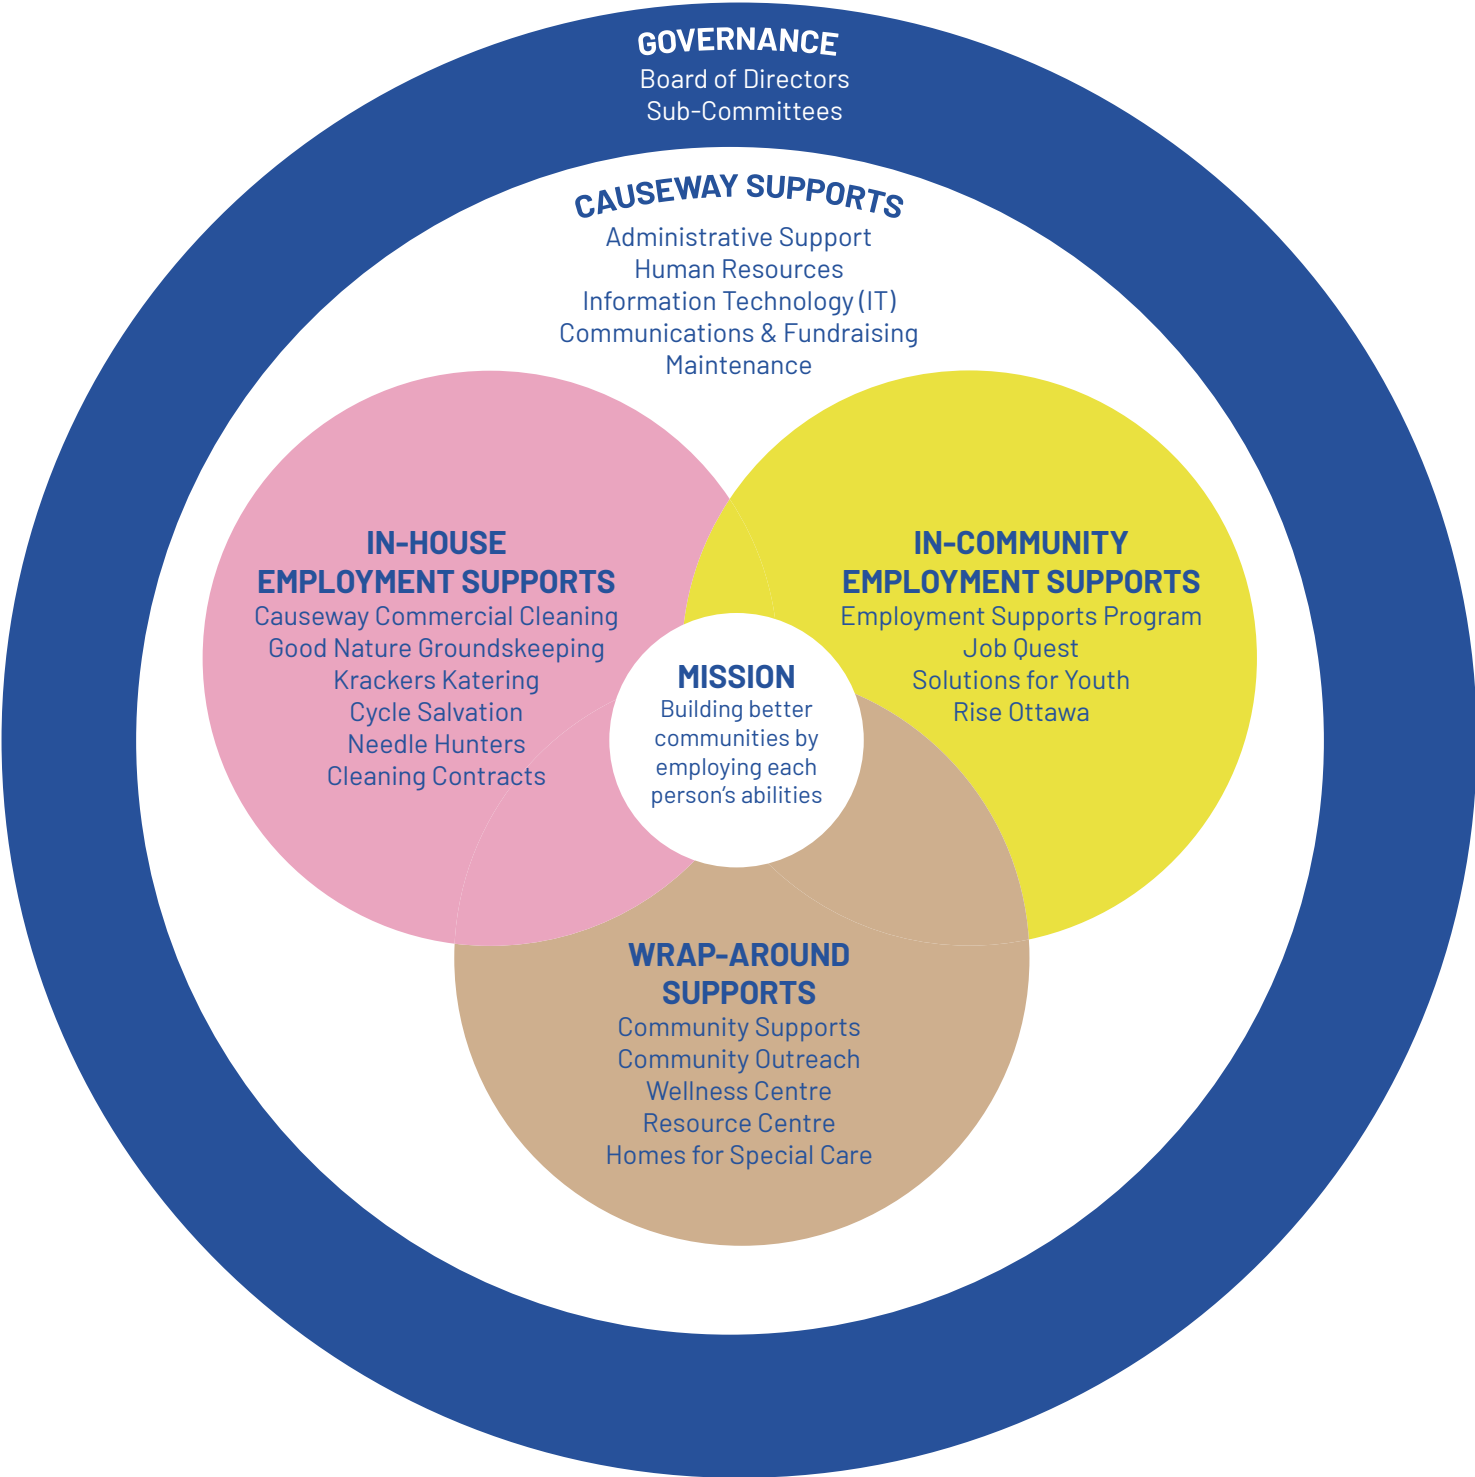 GOVERNANCE
Board of Directors
Sub-Committees
CAUSEWAY SUPPORTS
Administrative Support
Human Resources
Information Technology (IT)
Communications & Fundraising
Maintenance
IN-HOUSE
EMPLOYMENT SUPPORTS
Causeway Commercial Cleaning
Good Nature Groundskeeping
Krackers Katering
Cycle Salvation
Needle Hunters
Cleaning Contracts
IN-COMMUNITY
EMPLOYMENT SUPPORTS
Employment Supports Program
Job Quest
Solutions for Youth
Rise Ottawa
MISSION
Building better
communities by
employing each
person's abilities
WRAP-AROUND
SUPPORTS
Community Supports
Community Outreach
Wellness Centre
Resource Centre
Homes for Special Care